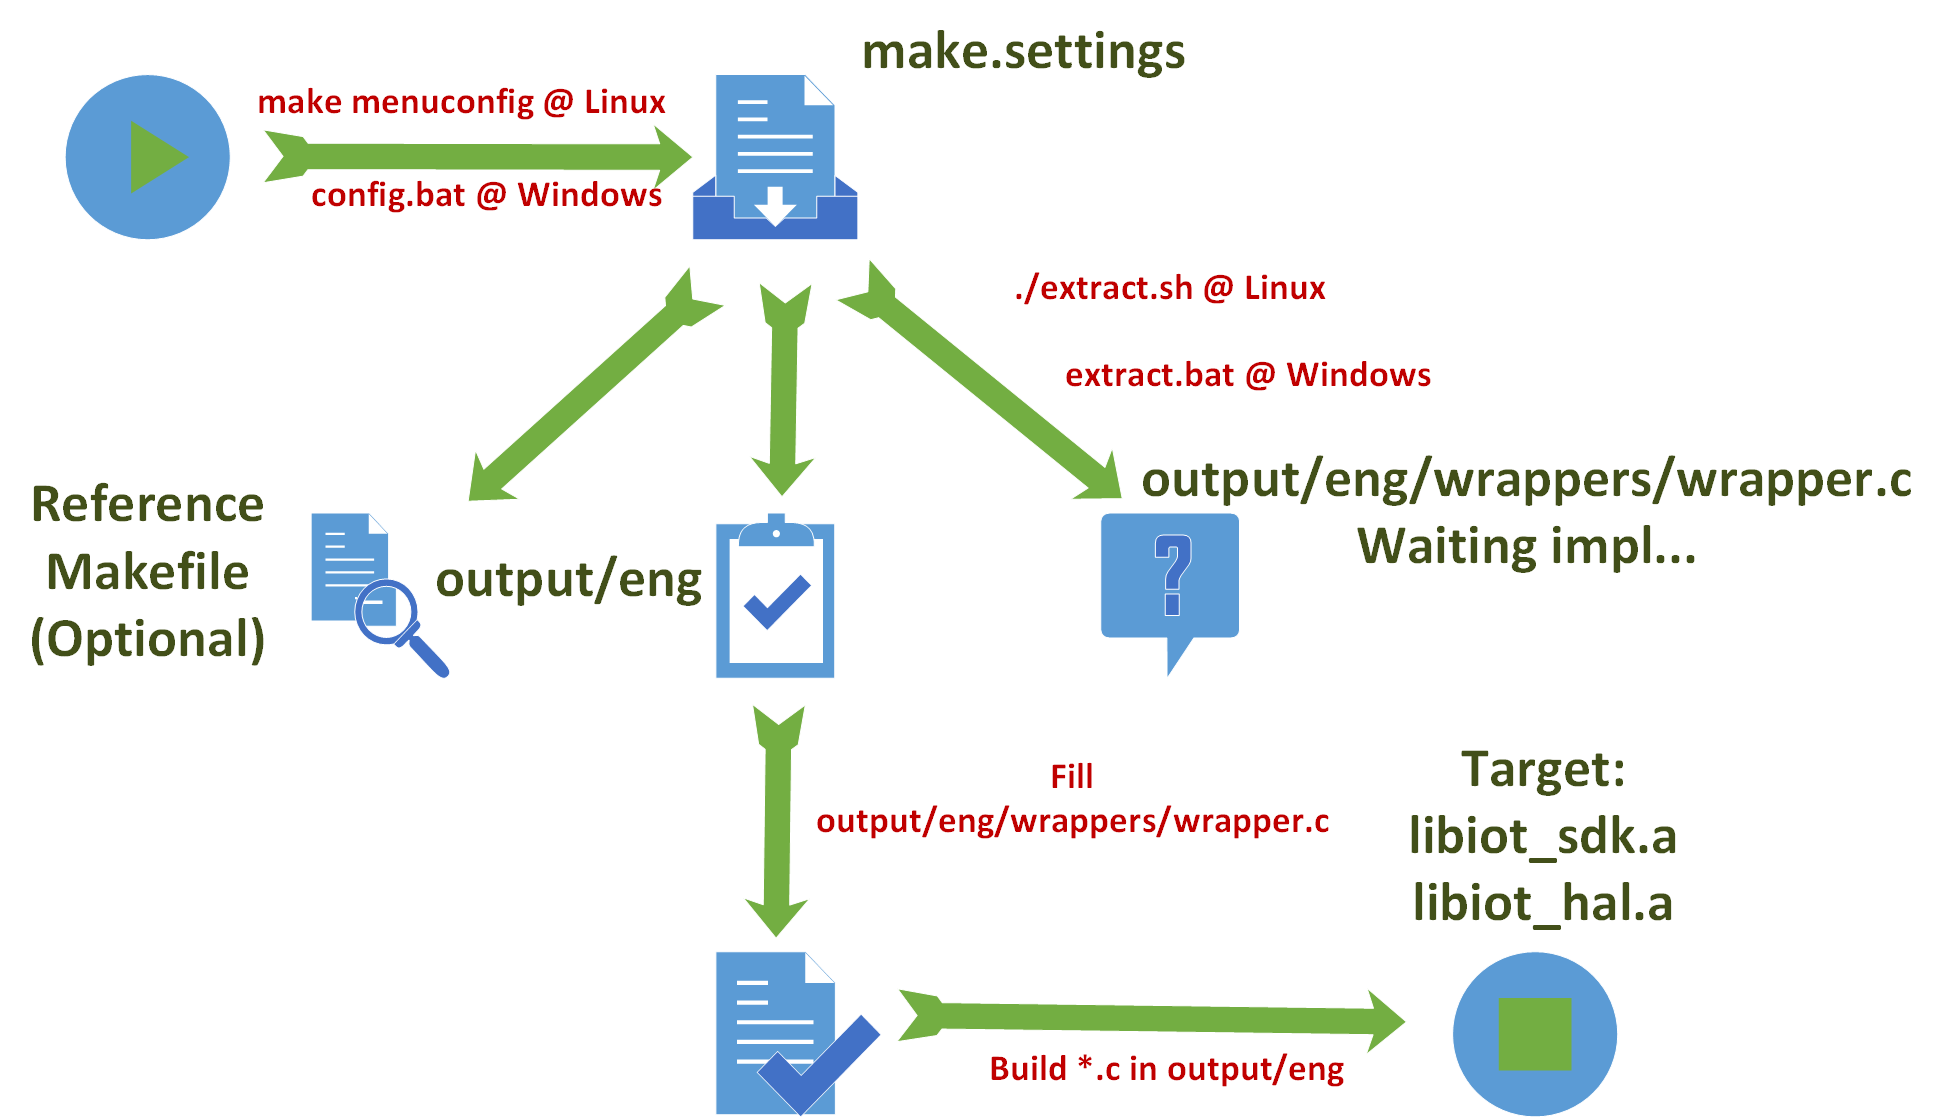 make.settings
make menuconfig @ Linux
config.bat @ Windows
./extract.sh @ Linux
extract.bat @ Windows
Reference
Makefile
(Optional)
output/eng
output/eng/wrappers/wrapper.c
Waiting impl...
Fill
output/eng/wrappers/wrapper.c
Target:
libiot_sdk.a
libiot_hal.a
Build *.c in output/eng